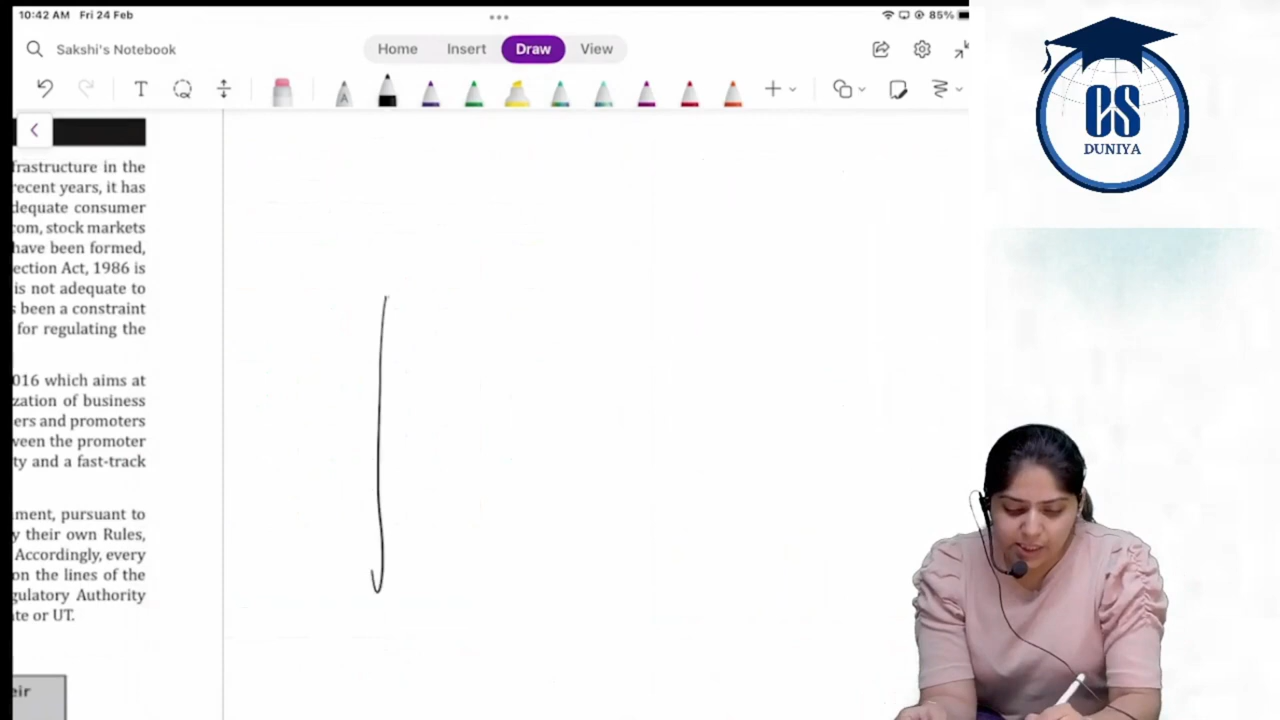 10:42 AM Fri 24 Feb
85%
Sakshi's Notebook
Home Insert Draw View
T
A
CS
DUNIYA
frastructure in the
recent years, it has
dequate consumer
com, stock markets
have been formed,
ection Act, 1986 is
is not adequate to
s been a constraint
for regulating the
016 which aims at
zation of business
ers and promoters
ween the promoter
ty and a fast-track
ment, pursuant to
y their own Rules,
Accordingly, every
on the lines of the
gulatory Authority
ate or UT.
eir